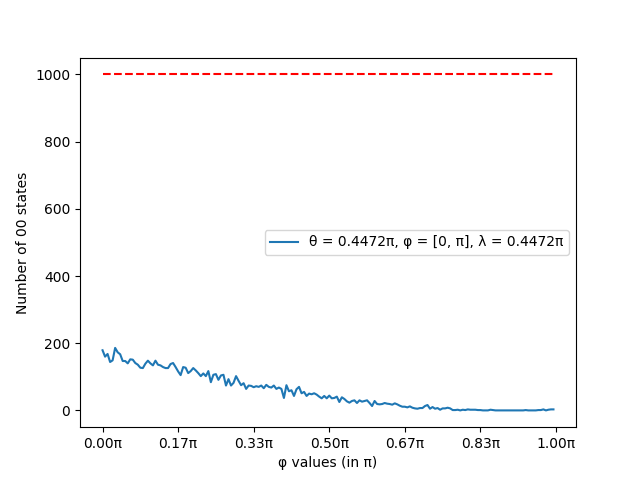 1000
800
600
400
200
0
Number of 00 states
θ = 0.4472π, φ = [0, π], λ = 0.4472π
0.00π 0.17π 0.33π 0.50π 0.67π 0.83π 1.00π
φ values (in π)